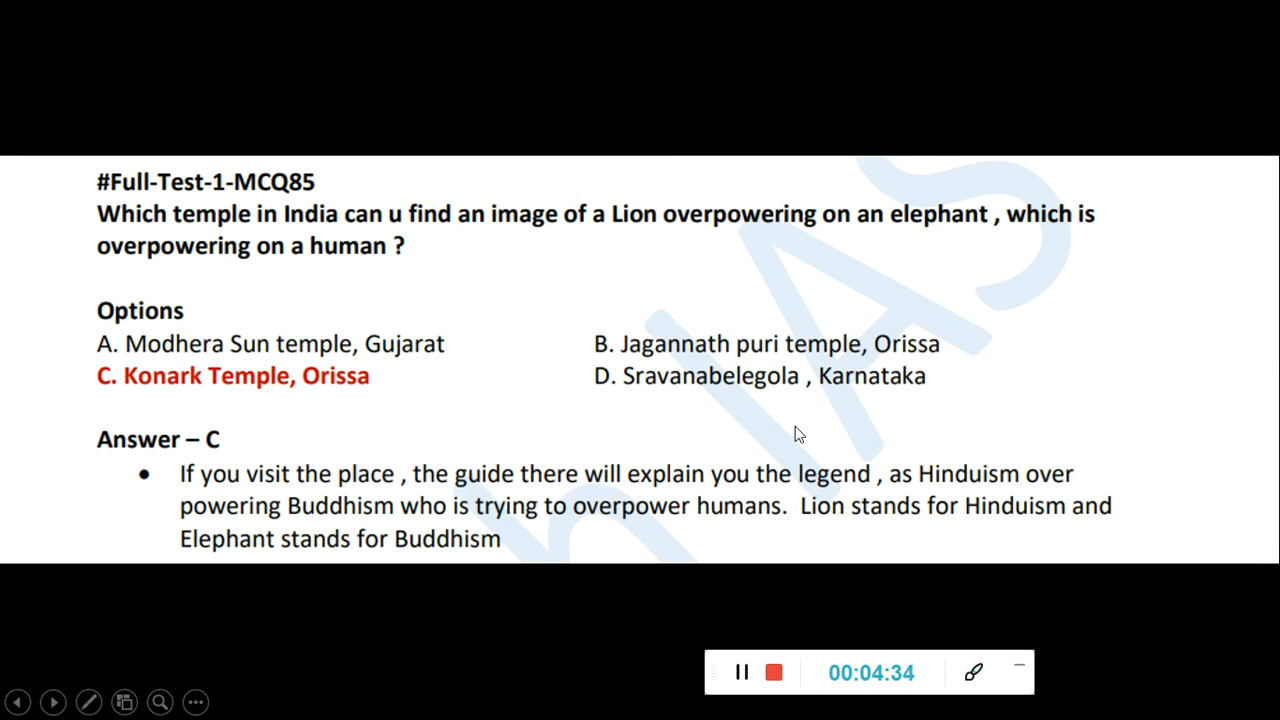 #Full-Test-1-MCQ85
Which temple in India can u find an image of a Lion overpowering on an elephant , which is
overpowering on a human ?
Options
A. Modhera Sun temple, Gujarat B. Jagannath puri temple, Orissa
C. Konark Temple, Orissa D. Sravanabelegola , Karnataka
Answer – C
• If you visit the place , the guide there will explain you the legend , as Hinduism over
powering Buddhism who is trying to overpower humans. Lion stands for Hinduism and
Elephant stands for Buddhism
h IAS
00:04:34